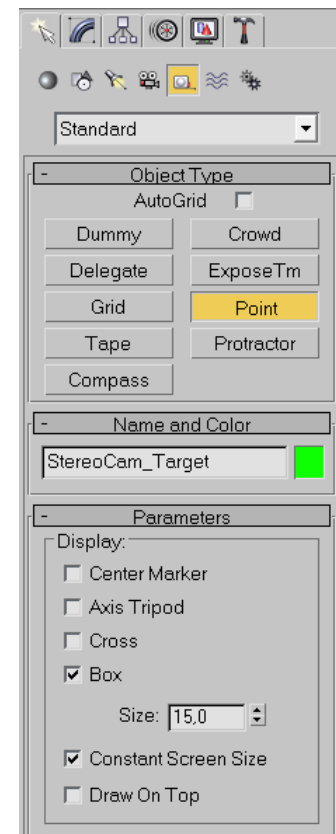 Standard
- Object Type
AutoGrid
Dummy Crowd
Delegate ExposeTm
Grid Point
Tape Protractor
Compass
- Name and Color
StereoCam_Target
- Parameters
Display:
Center Marker
Axis Tripod
Cross
Box
Size: 15,0
Constant Screen Size
Draw On Top